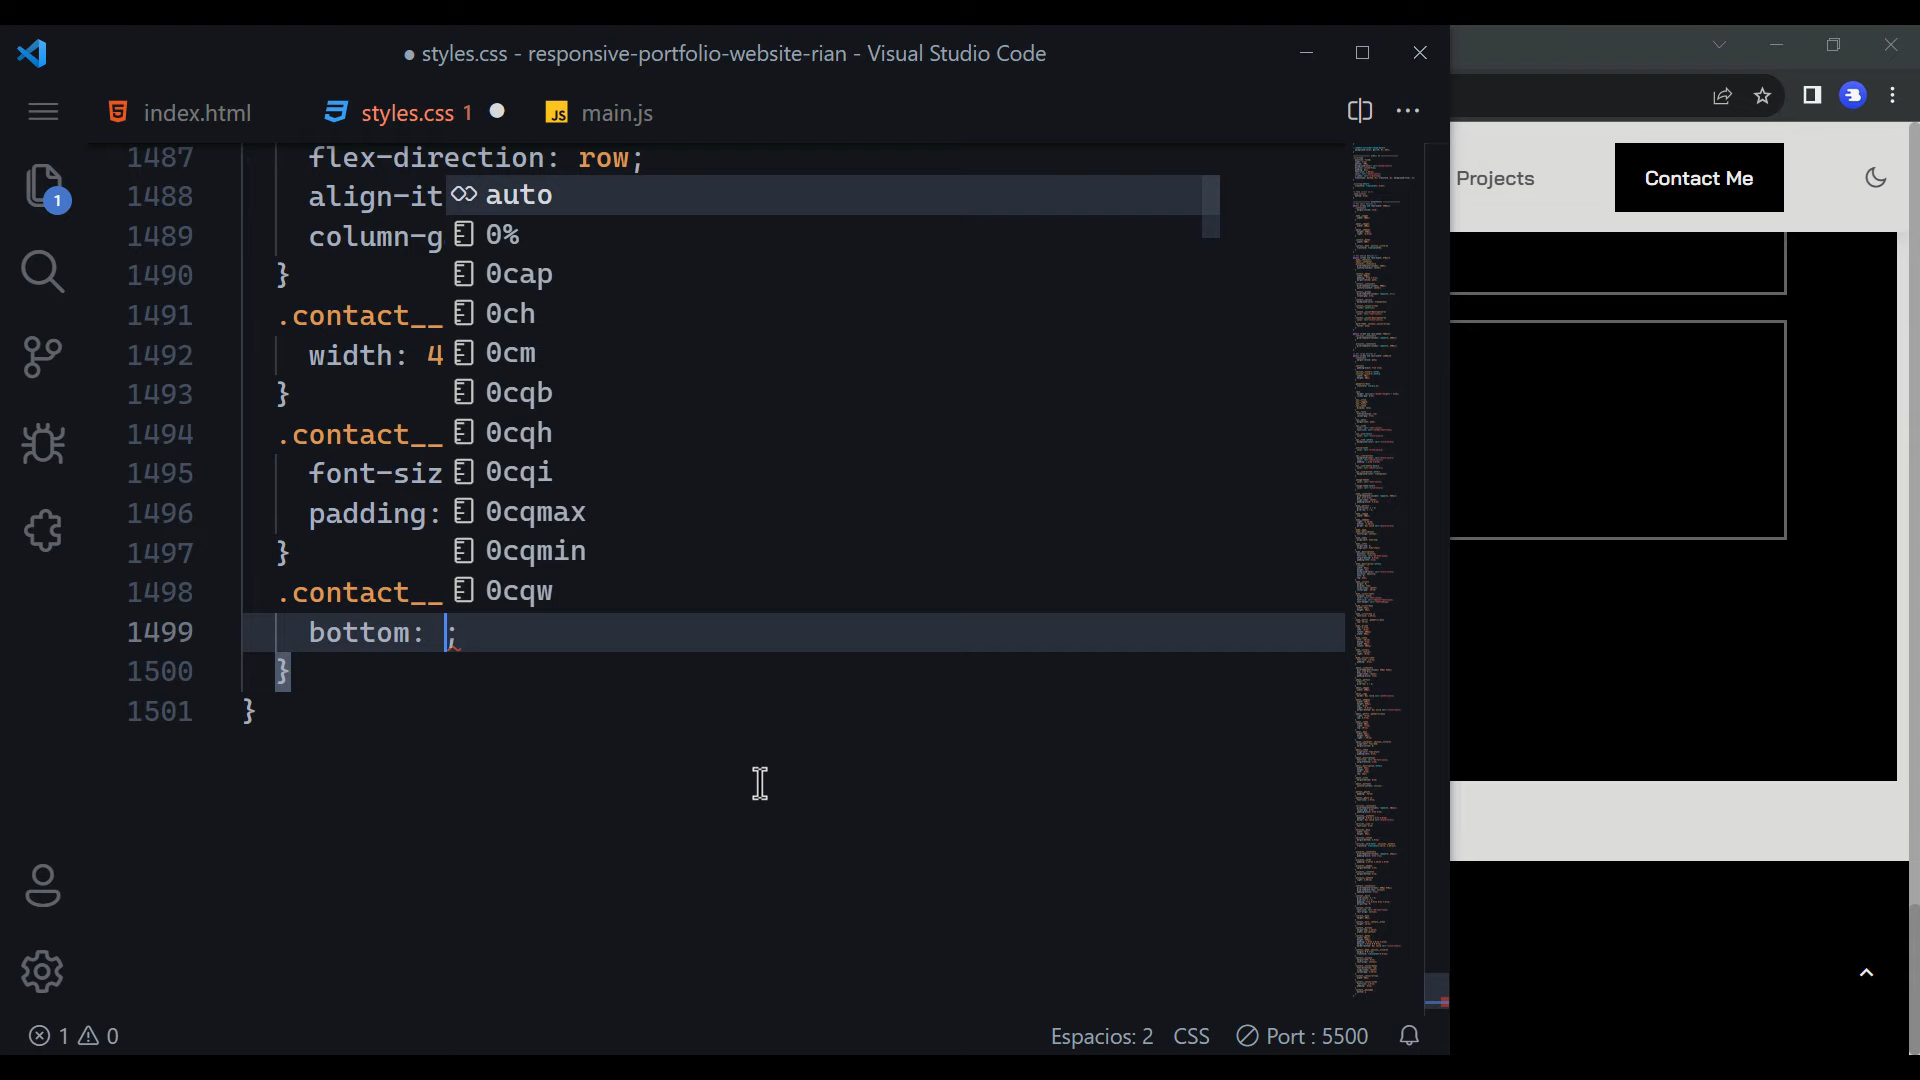 styles.css - responsive-portfolio-website-rian - Visual Studio Code
index.html
styles.css 1
JS main.js
1487 flex-direction: row;
1488 align-it
1489 column-g
1490 }
1491 .contact__
1492 width: 4
1493 }
1494 .contact__
1495 font-siz
1496 padding:
1497 }
1498 .contact__
1499 bottom: ;
1500 }
1501 }
auto
0%
0cap
0ch
0cm
0cqb
0cqh
0cqi
0cqmax
0cqmin
0cqw
1
Projects
Contact Me
1 0
Espacios: 2 CSS Port : 5500